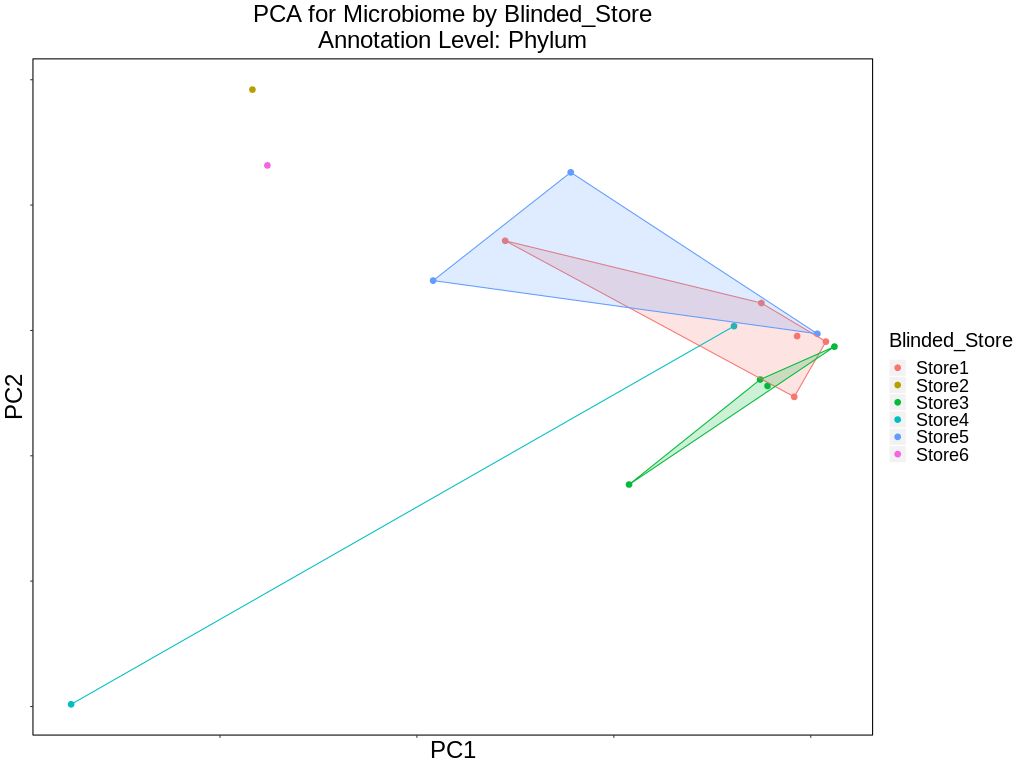 PCA for Microbiome by Blinded_Store
Annotation Level: Phylum
PC2
PC1
Blinded_Store
Store1
Store2
Store3
Store4
Store5
Store6